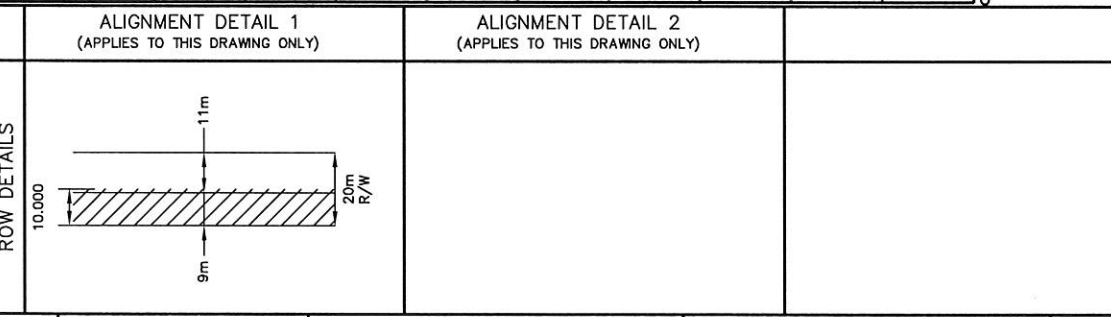 ALIGNMENT DETAIL 1
(APPLIES TO THIS DRAWING ONLY)
ALIGNMENT DETAIL 2
(APPLIES TO THIS DRAWING ONLY)
ROW DETAILS
11m
10.000
20m
R/W
9m